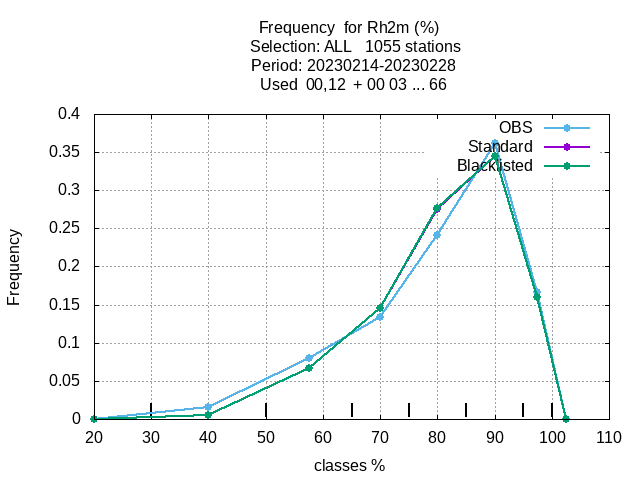 Frequency  for Rh2m (%)
Selection: ALL   1055 stations
Period: 20230214-20230228
Used  00,12  + 00 03 ... 66
0.4
0.35
0.3
0.25
0.2
0.15
0.1
0.05
0
Frequency
OBS
Standard
Blacklisted
20 30 40 50 60 70 80 90 100 110
classes %